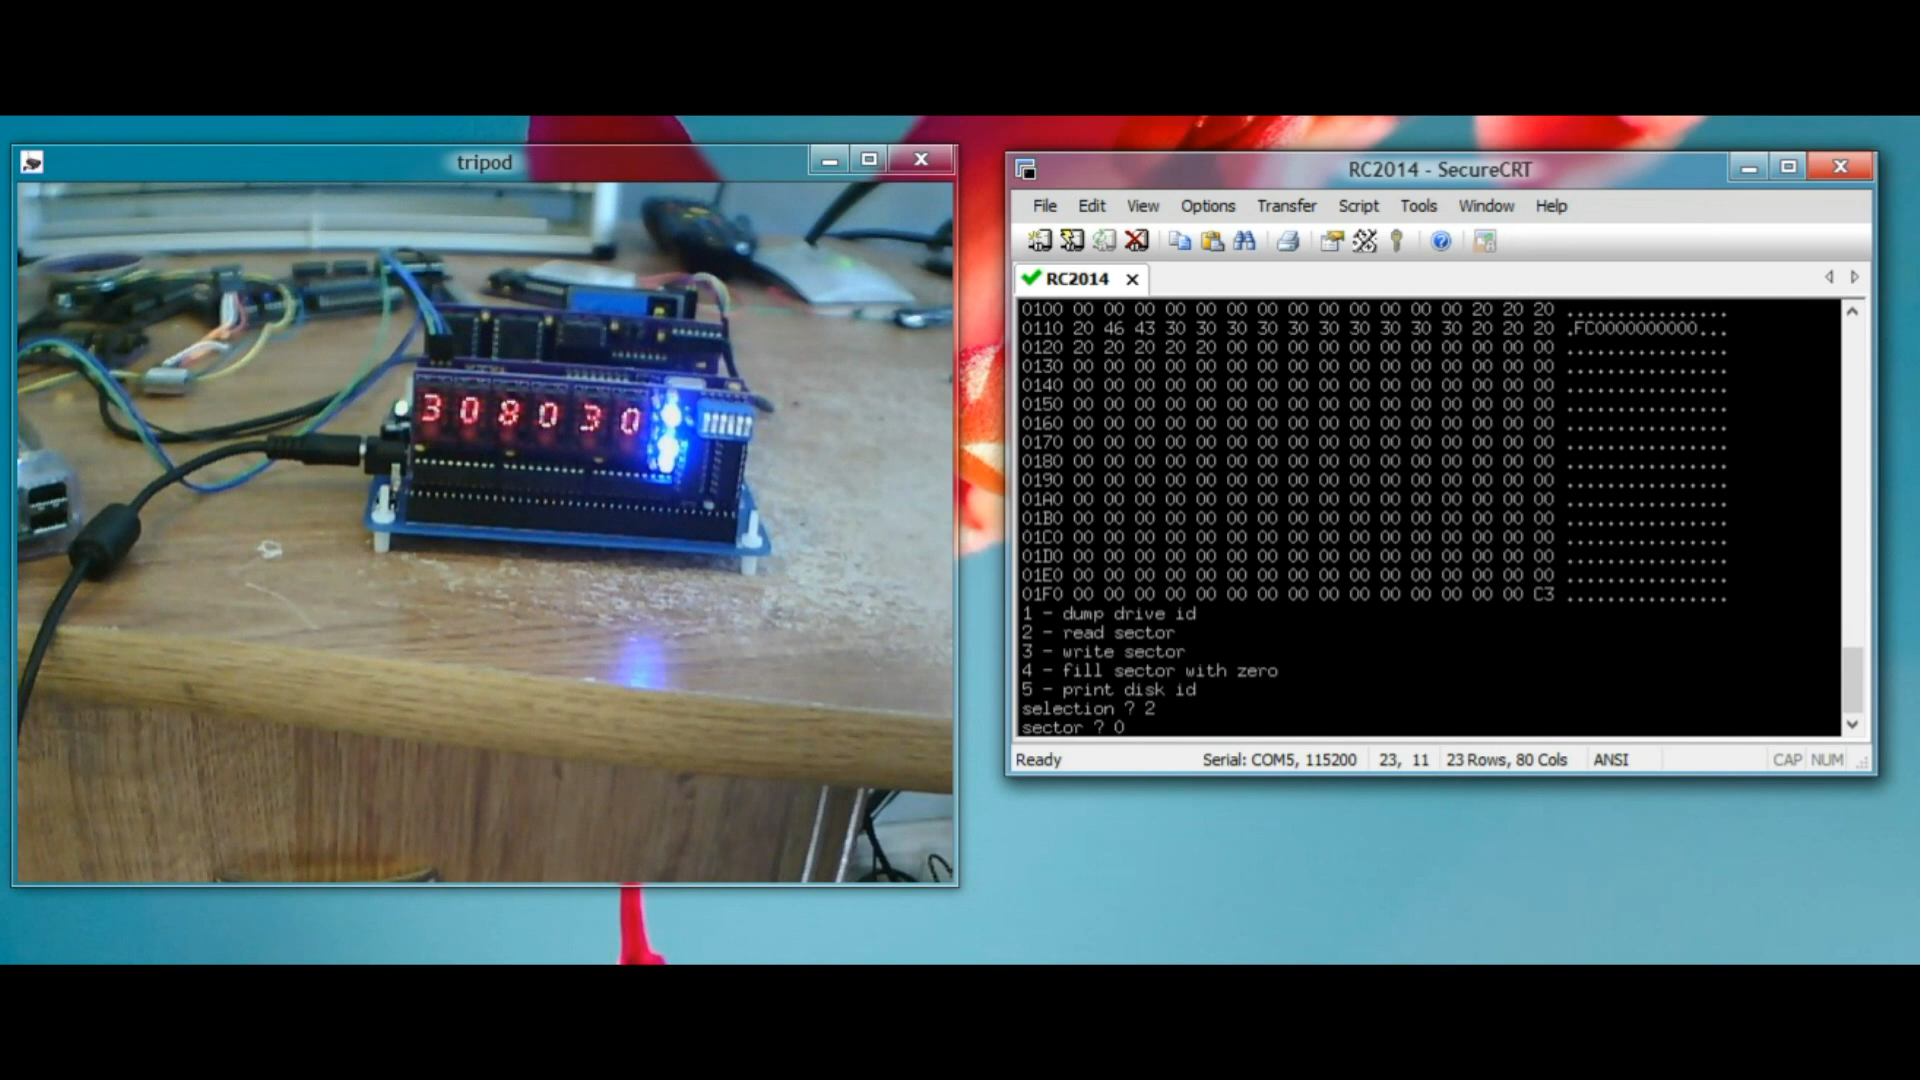 tripod
308030
RC2014 - SecureCRT
File Edit View Options Transfer Script Tools Window Help
RC2014
0100 00 00 00 00 00 00 00 00 00 00 00 00 00 20 20 20 ................
0110 20 46 43 30 30 30 30 30 30 30 30 30 30 20 20 20 .FC0000000000...
0120 20 20 20 20 20 00 00 00 00 00 00 00 00 00 00 00 ................
0130 00 00 00 00 00 00 00 00 00 00 00 00 00 00 00 00 ................
0140 00 00 00 00 00 00 00 00 00 00 00 00 00 00 00 00 ................
0150 00 00 00 00 00 00 00 00 00 00 00 00 00 00 00 00 ................
0160 00 00 00 00 00 00 00 00 00 00 00 00 00 00 00 00 ................
0170 00 00 00 00 00 00 00 00 00 00 00 00 00 00 00 00 ................
0180 00 00 00 00 00 00 00 00 00 00 00 00 00 00 00 00 ................
0190 00 00 00 00 00 00 00 00 00 00 00 00 00 00 00 00 ................
01A0 00 00 00 00 00 00 00 00 00 00 00 00 00 00 00 00 ................
01B0 00 00 00 00 00 00 00 00 00 00 00 00 00 00 00 00 ................
01C0 00 00 00 00 00 00 00 00 00 00 00 00 00 00 00 00 ................
01D0 00 00 00 00 00 00 00 00 00 00 00 00 00 00 00 00 ................
01E0 00 00 00 00 00 00 00 00 00 00 00 00 00 00 00 00 ................
01F0 00 00 00 00 00 00 00 00 00 00 00 00 00 00 00 C3 ................
1 - dump drive id
2 - read sector
3 - write sector
4 - fill sector with zero
5 - print disk id
selection ? 2
sector ? 0
Ready Serial: COM5, 115200 23, 11 23 Rows, 80 Cols ANSI CAP NUM